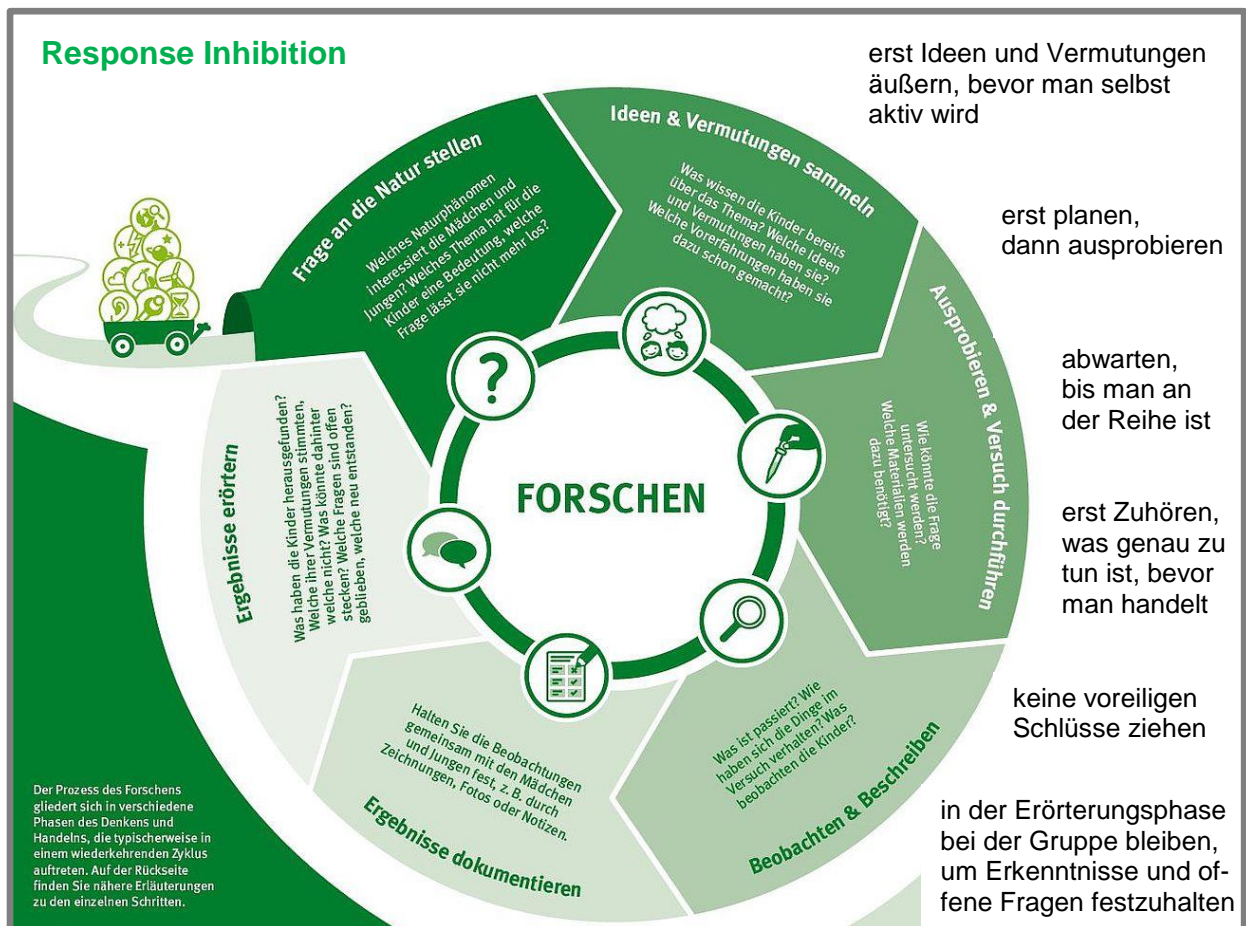 Response Inhibition
erst Ideen und Vermutungen
äußern, bevor man selbst
aktiv wird
erst planen,
dann ausprobieren
abwarten,
bis man an
der Reihe ist
erst Zuhören,
was genau zu
tun ist, bevor
man handelt
keine voreiligen
Schlüsse ziehen
in der Erörterungsphase
bei der Gruppe bleiben,
um Erkenntnisse und of-
fene Fragen festzuhalten
Frage an die Natur stellen
Welches Naturphänomen
interessiert die Mädchen und
Jungen? Welches Thema hat für die
Kinder eine Bedeutung, welche
Frage lässt sie nicht mehr los?
Ideen & Vermutungen sammeln
Was wissen die Kinder bereits
über das Thema? Welche Ideen
und Vermutungen haben sie?
Welche Vorerfahrungen haben sie
dazu schon gemacht?
Ausprobieren & Versuch durchführen
Wie könnte die Frage
untersucht werden?
Welche Materialien werden
dazu benötigt?
Beobachten & Beschreiben
Was ist passiert? Wie
haben sich die Dinge im
Versuch verhalten? Was
beobachten die Kinder?
Ergebnisse dokumentieren
Halten Sie die Beobachtungen
gemeinsam mit den Mädchen
und Jungen fest, z. B. durch
Zeichnungen, Fotos oder Notizen.
Ergebnisse erörtern
Was haben die Kinder herausgefunden?
Welche ihrer Vermutungen stimmten,
welche nicht? Was könnte dahinter
stecken? Welche Fragen sind offen
geblieben, welche neu entstanden?
?
FORSCHEN
Der Prozess des Forschens
gliedert sich in verschiedene
Phasen des Denkens und
Handelns, die typischerweise in
einem wiederkehrenden Zyklus
auftreten. Auf der Rückseite
finden Sie nähere Erläuterungen
zu den einzelnen Schritten.